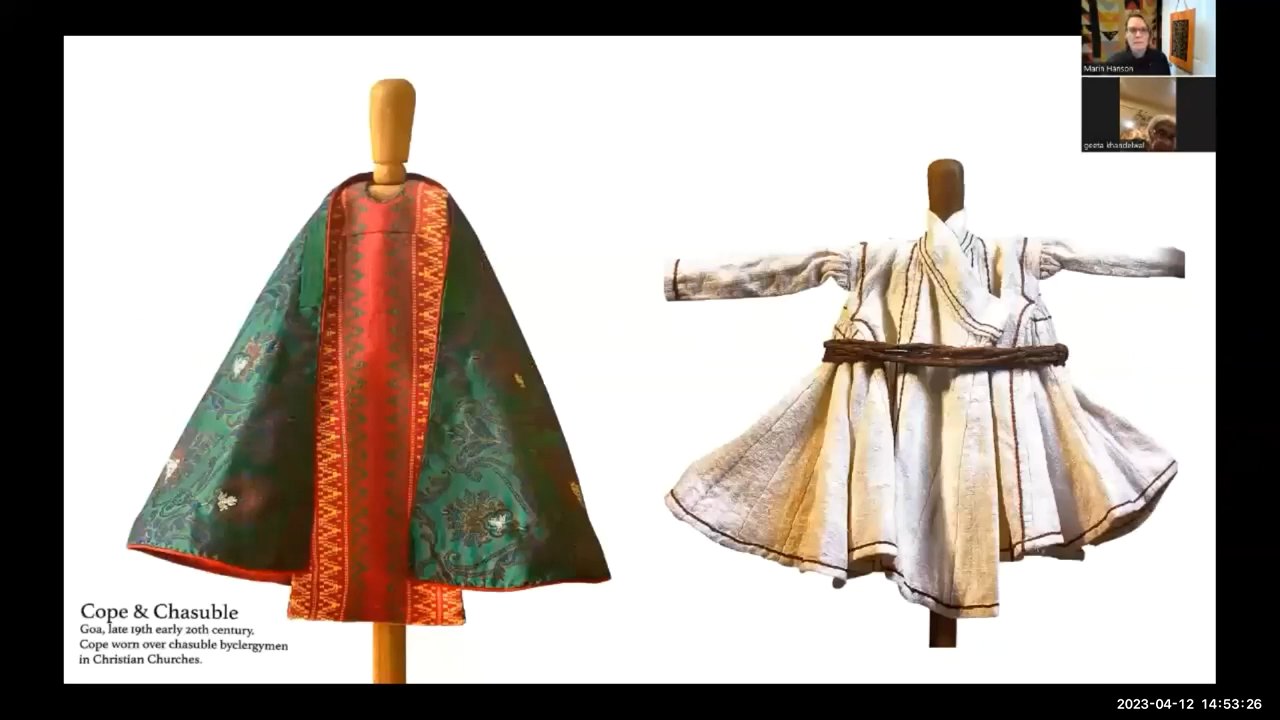 Marin Hanson
geeta khandelwal
Cope & Chasuble
Goa, late 19th early 20th century,
Cope worn over chasuble byclergymen
in Christian Churches.
2023-04-12 14:53:26